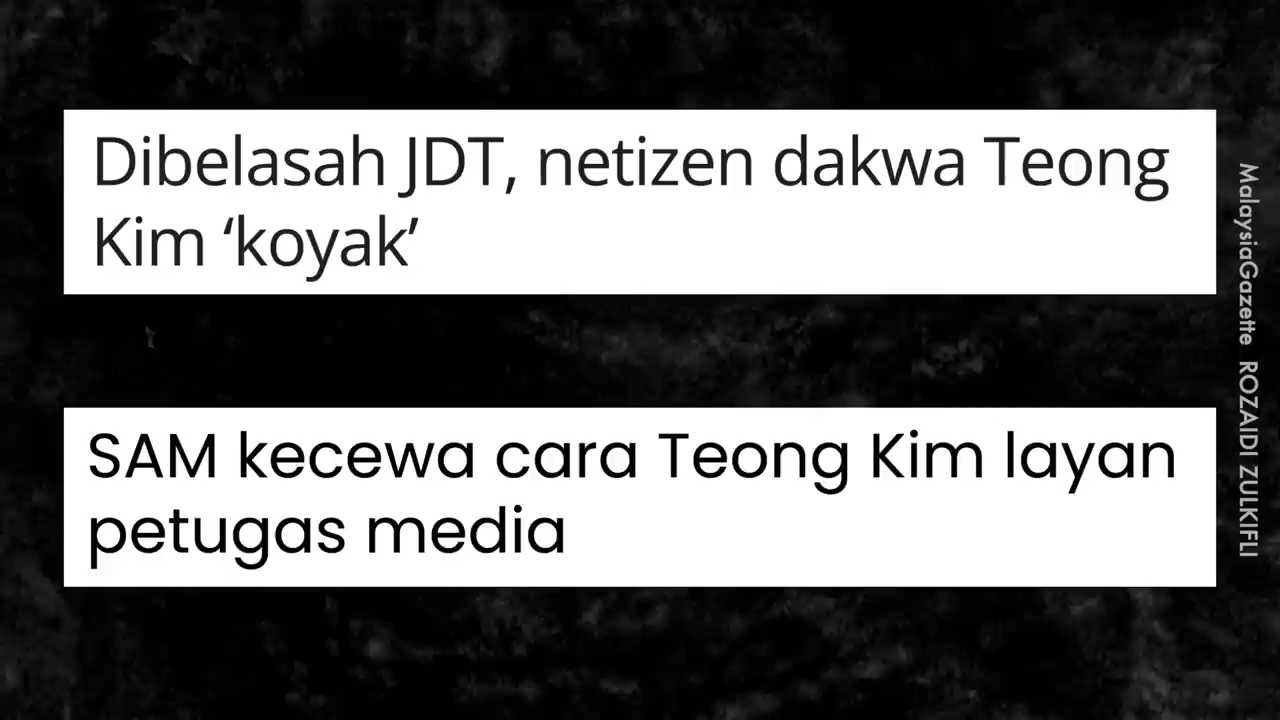 Dibelasah JDT, netizen dakwa Teong
Kim ‘koyak’
SAM kecewa cara Teong Kim layan
petugas media
MalaysiaGazette ROZAIDI ZULKIFLI